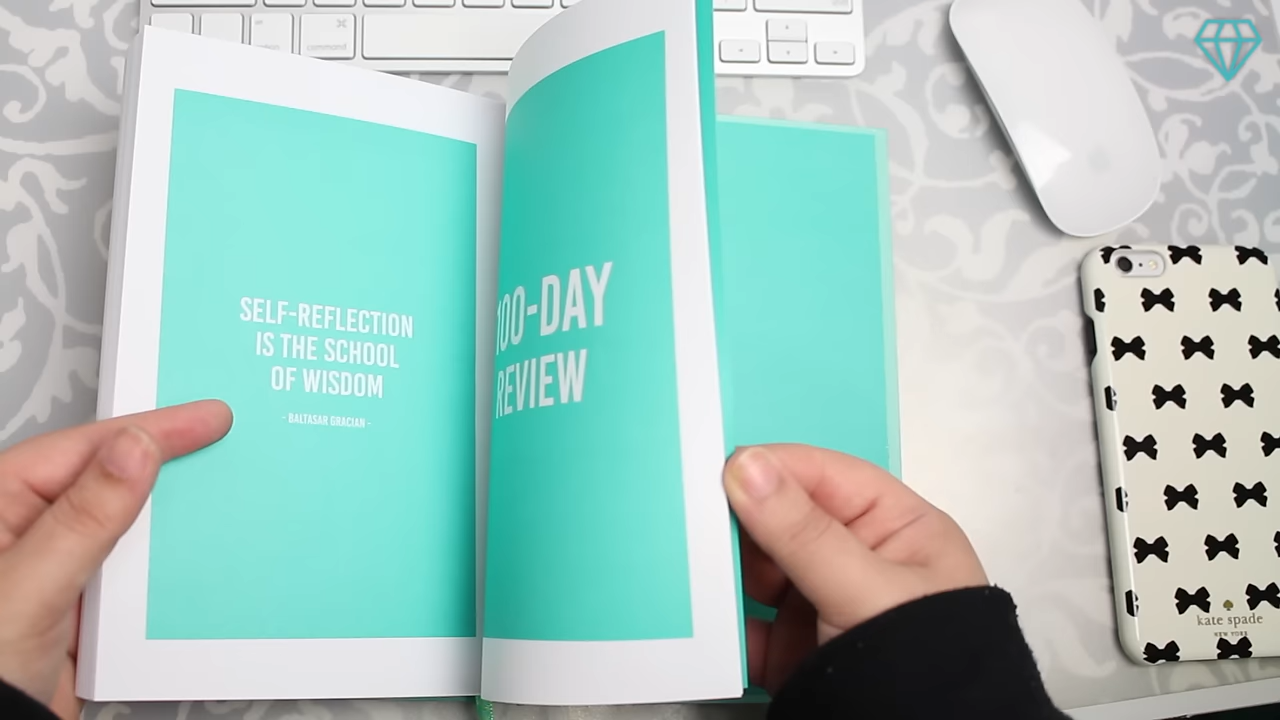 command
SELF-REFLECTION
IS THE SCHOOL
OF WISDOM
- BALTASAR GRACIAN -
100-DAY
REVIEW
kate spade
NEW YORK